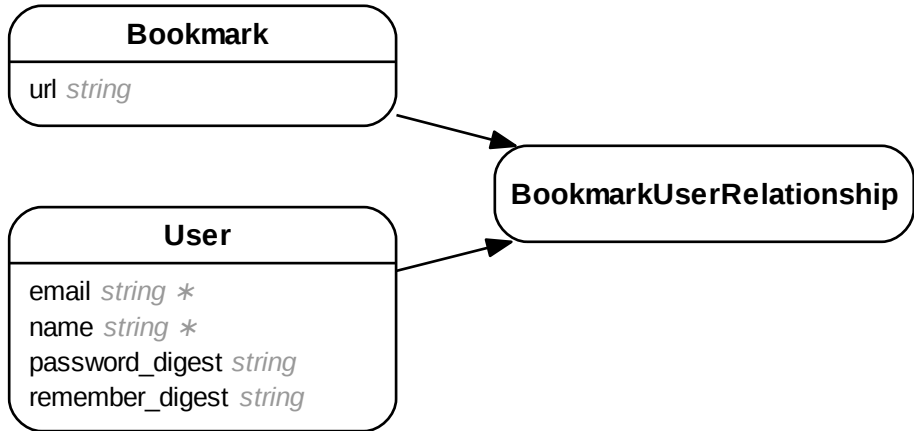 Bookmark
url string
BookmarkUserRelationship
User
email string ∗
name string ∗
password_digest string
remember_digest string